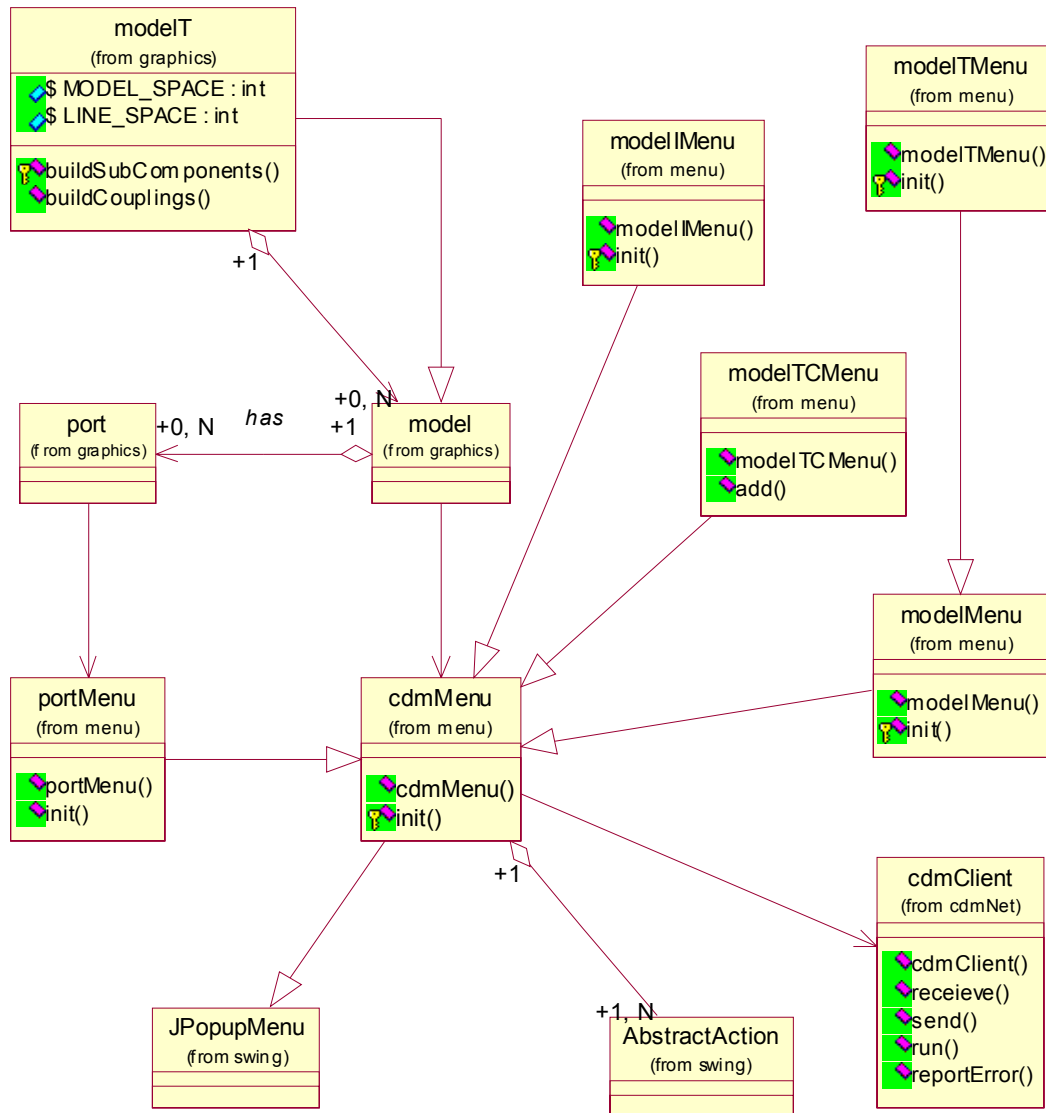 modelT
(from graphics)
$ MODEL_SPACE : int
$ LINE_SPACE : int
buildSubComponents()
buildCouplings()
modelTMenu
(from menu)
modelTMenu()
init()
modelIMenu
(from menu)
modelIMenu()
init()
+1
modelTCMenu
(from menu)
modelTCMenu()
add()
port
(from graphics)
+0, N
has
+0, N
+1
model
(from graphics)
modelMenu
(from menu)
modelMenu()
init()
portMenu
(from menu)
portMenu()
init()
cdmMenu
(from menu)
cdmMenu()
init()
+1
cdmClient
(from cdmNet)
cdmClient()
receieve()
send()
run()
reportError()
JPopupMenu
(from swing)
+1, N
AbstractAction
(from swing)